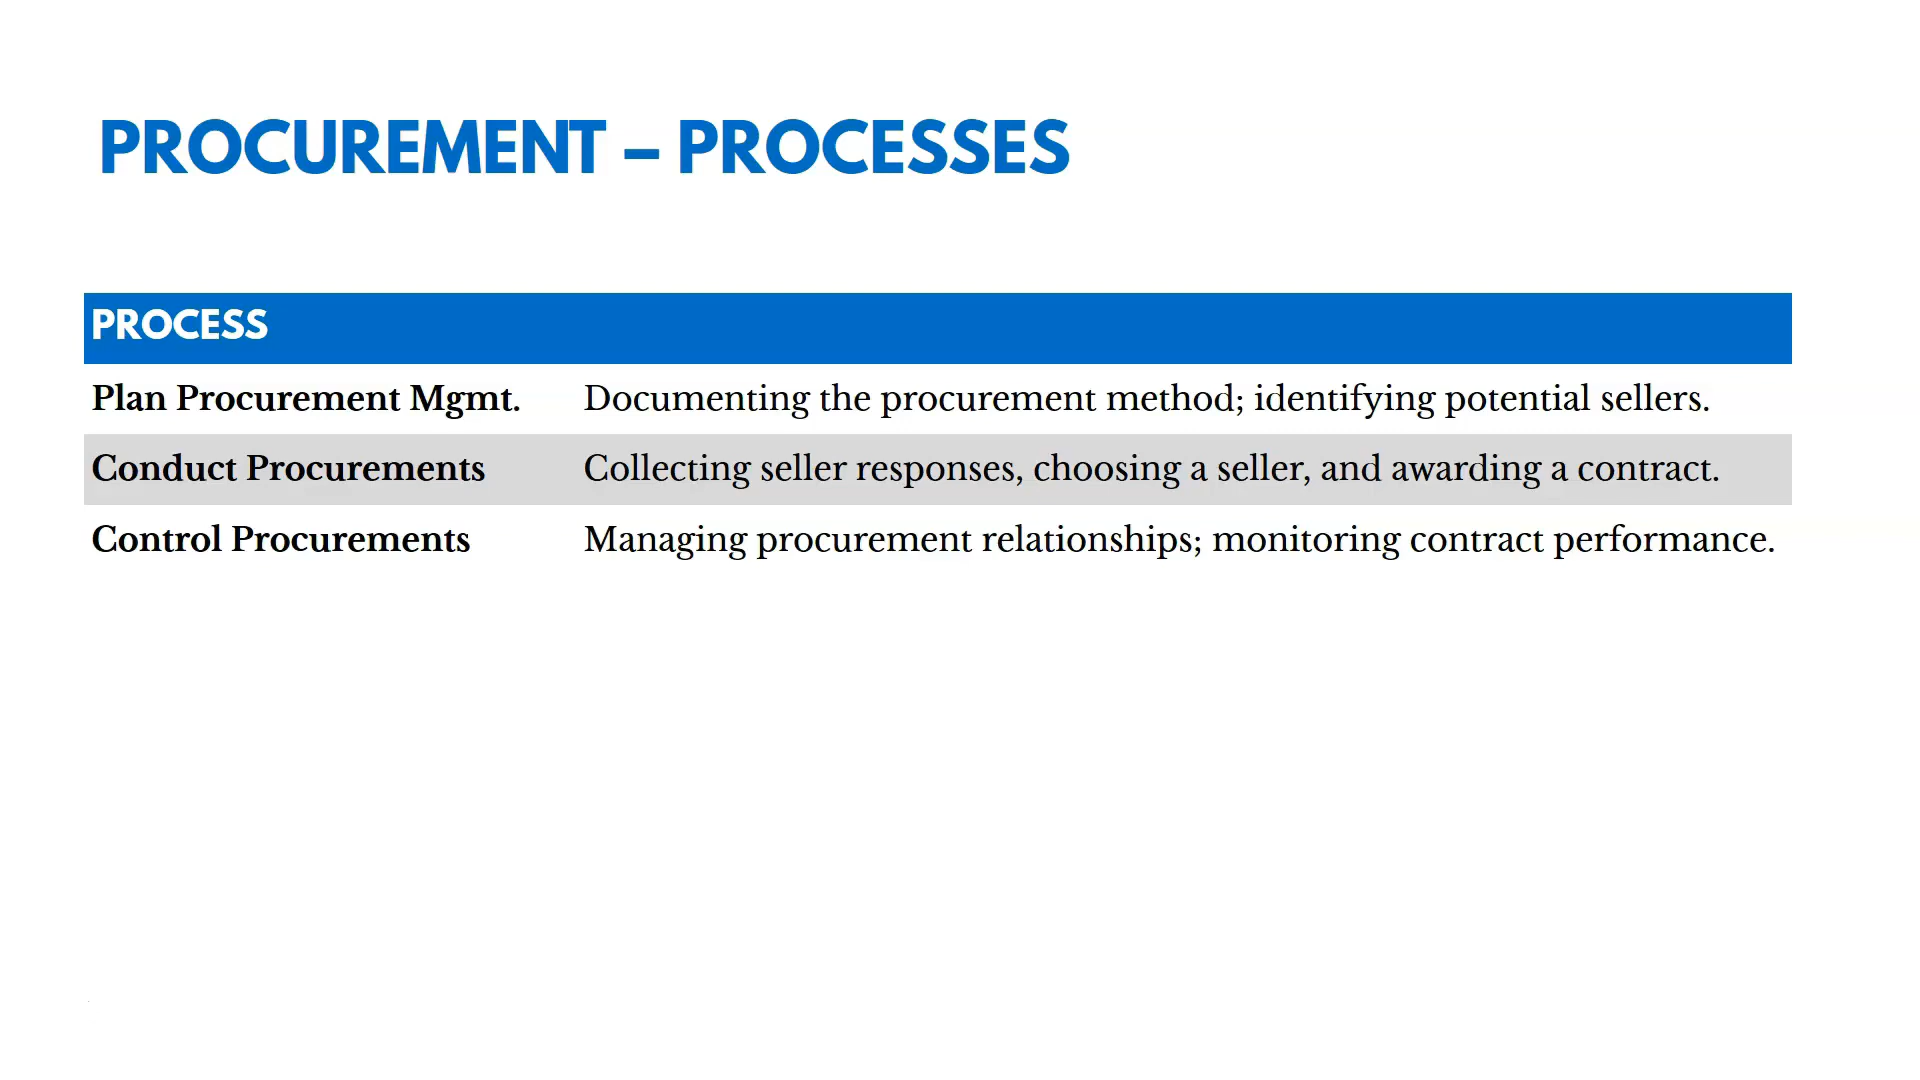 PROCUREMENT – PROCESSES
PROCESS
Plan Procurement Mgmt. Documenting the procurement method; identifying potential sellers.
Conduct Procurements Collecting seller responses, choosing a seller, and awarding a contract.
Control Procurements Managing procurement relationships; monitoring contract performance.